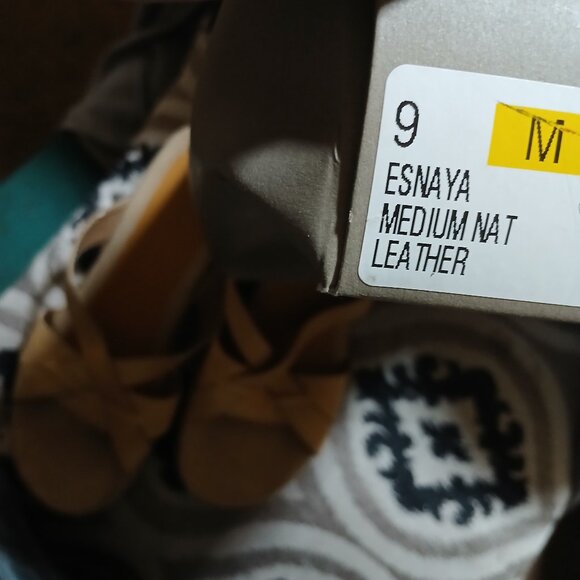 9 M
ESNAYA
MEDIUM NAT
LEATHER